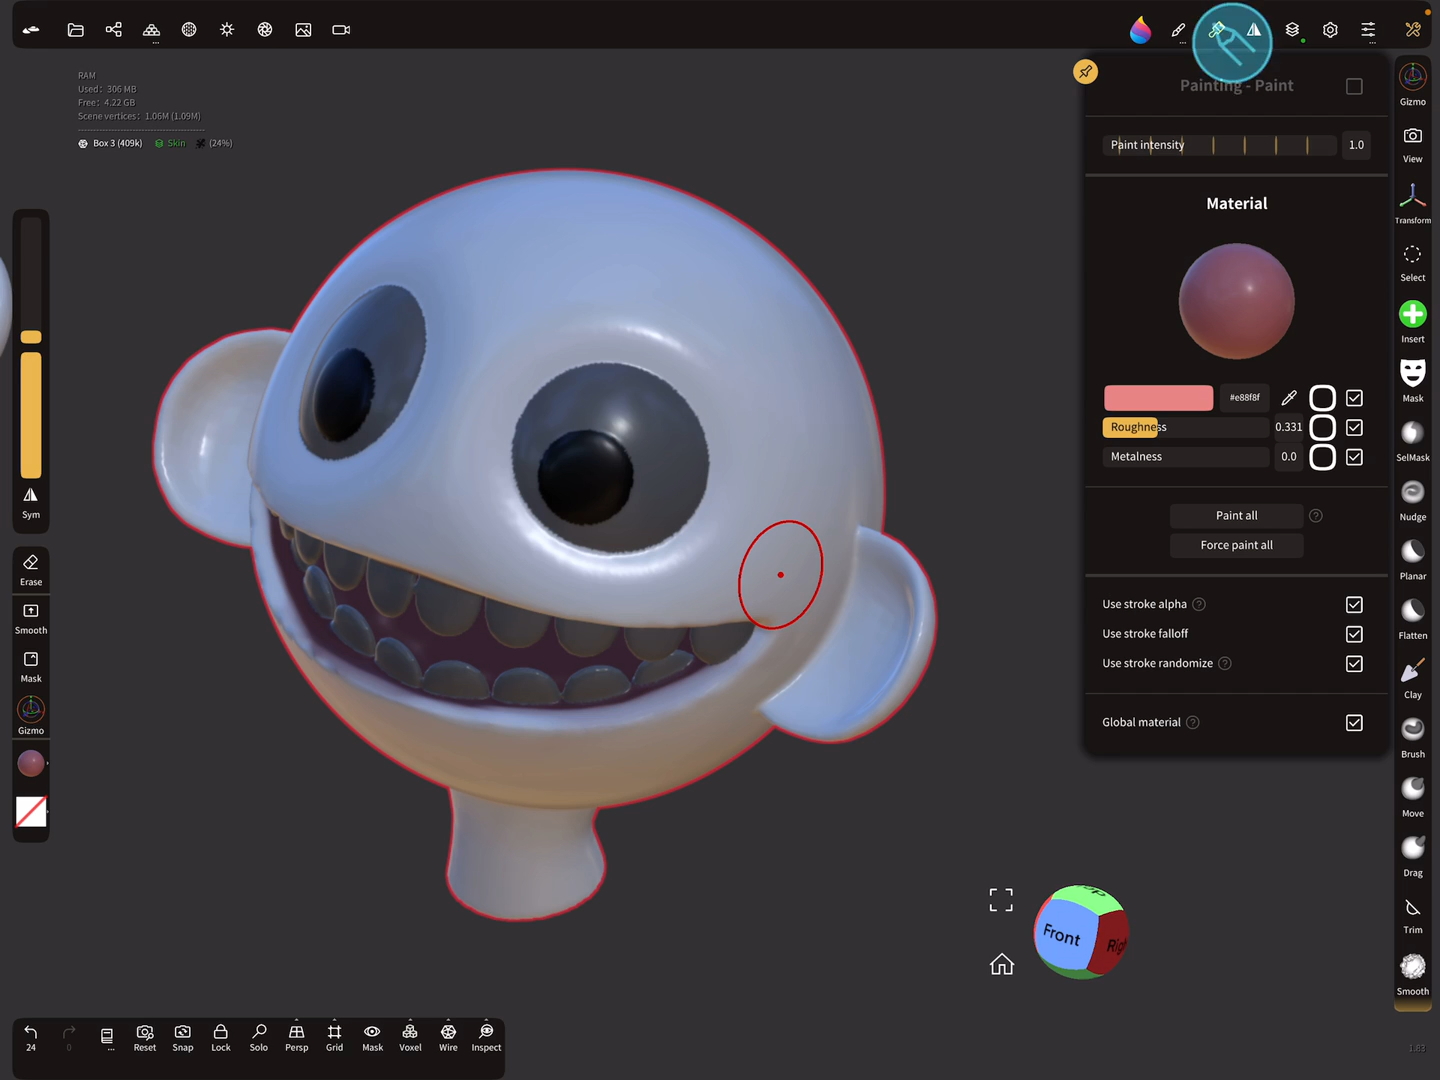 RAM
Used: 306 MB
Free: 4.22 GB
Scene vertices: 1.06M (1.09M)
Box 3 (409k) Skin (24%)
Painting - Paint
Paint intensity 1.0
Material
#e88f8f
Roughness 0.331
Metalness 0.0
Paint all
Force paint all
Use stroke alpha ?
Use stroke falloff
Use stroke randomize ?
Global material ?
Sym
Erase
Smooth
Mask
Gizmo
Gizmo
View
Transform
Select
Insert
Mask
SelMask
Nudge
Planar
Flatten
Clay
Brush
Move
Drag
Trim
Smooth
Front
24
0
Reset
Snap
Lock
Solo
Persp
Grid
Mask
Voxel
Wire
Inspect
1.83